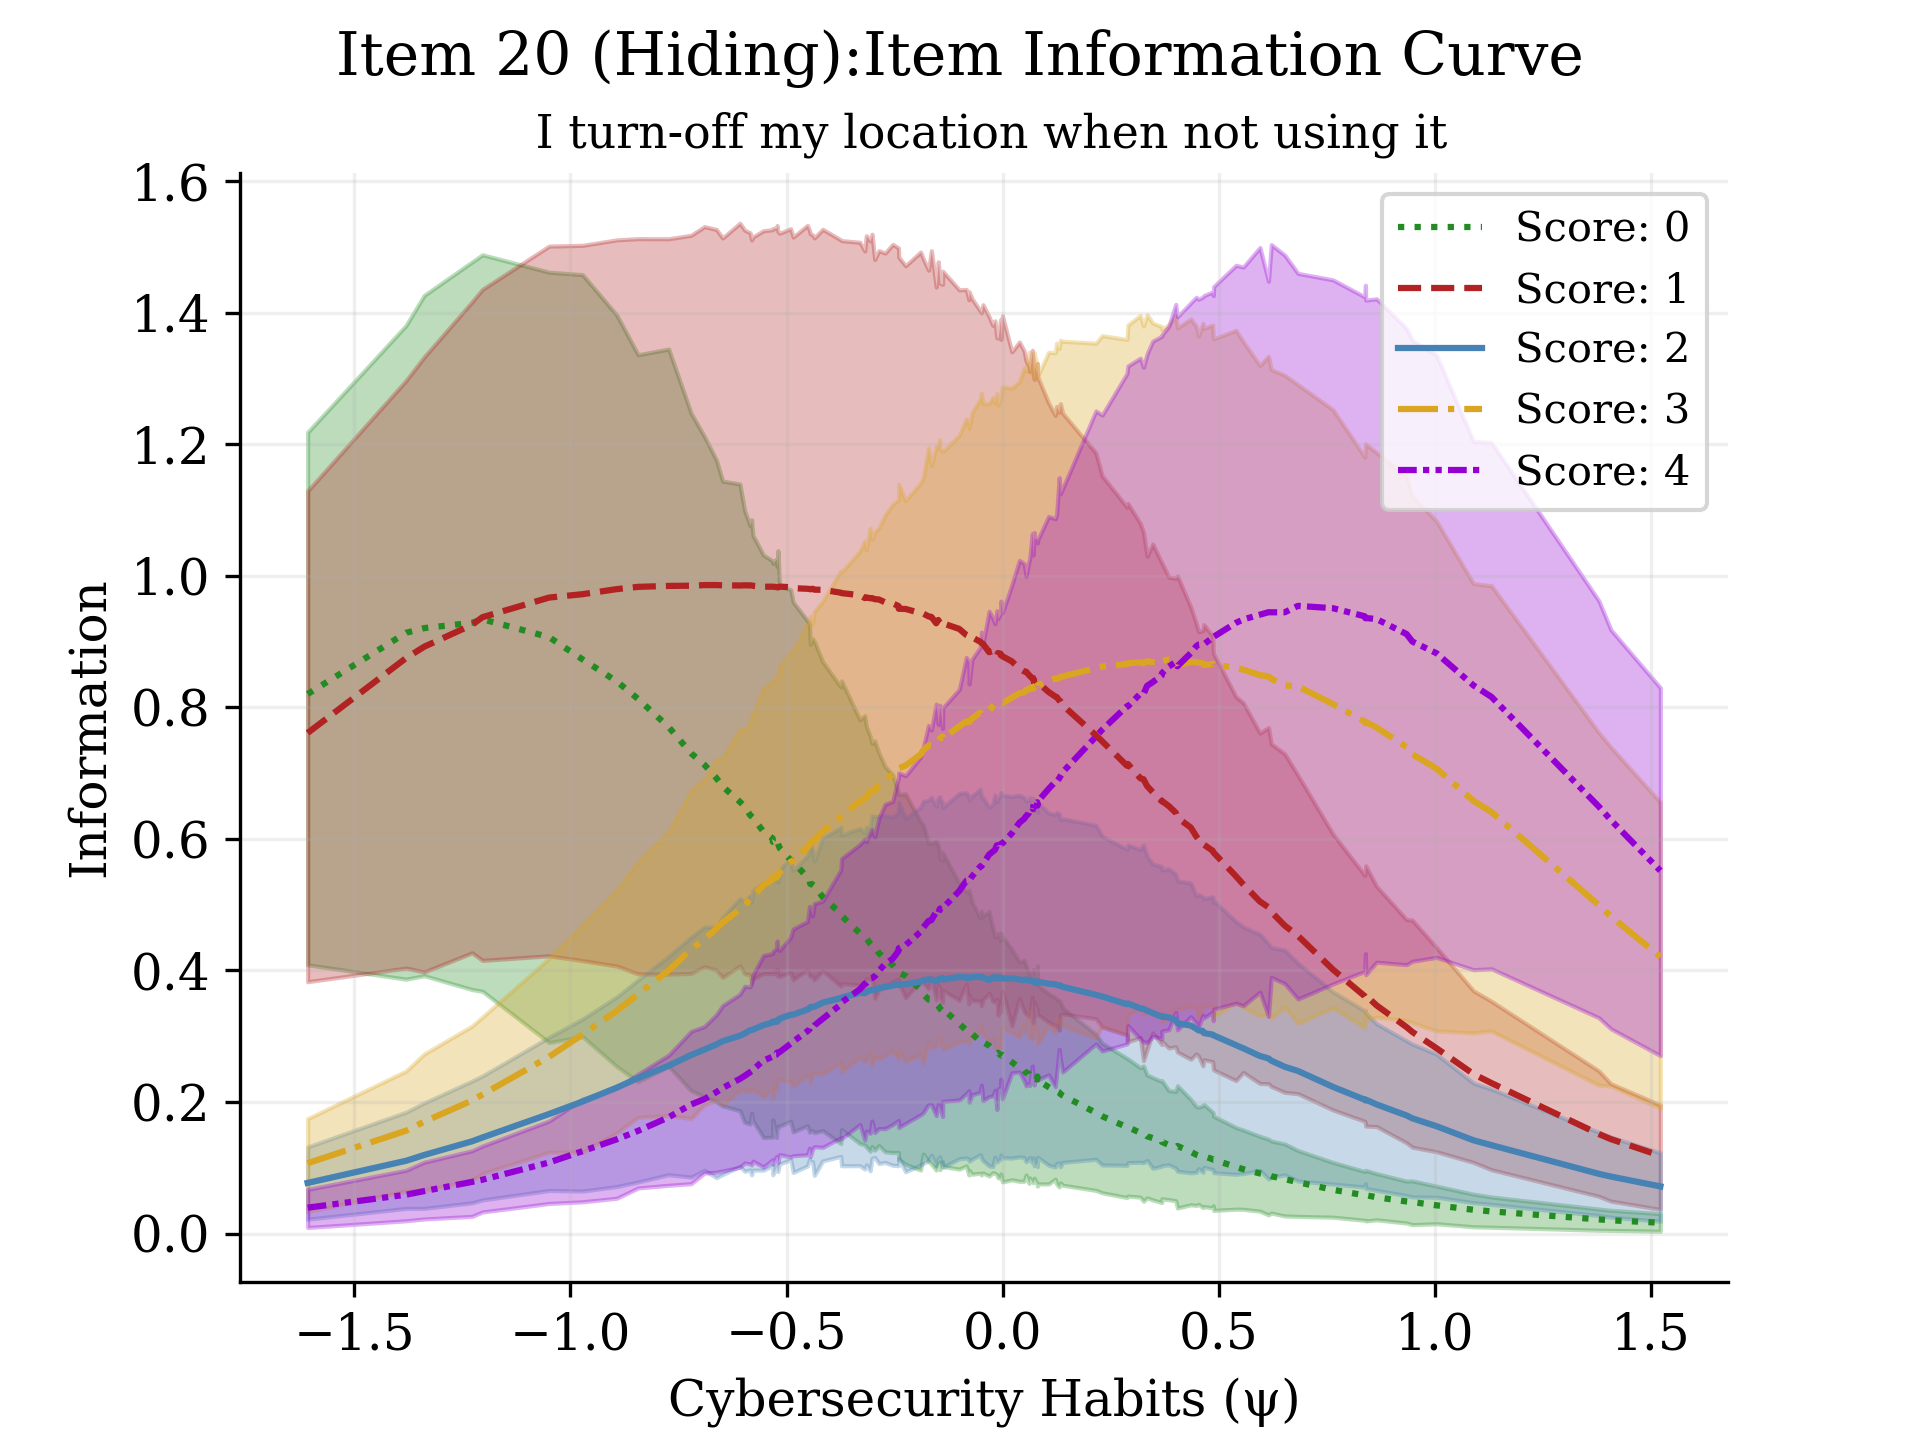 Item 20 (Hiding):Item Information Curve
I turn-off my location when not using it
1.6
1.4
1.2
1.0
0.8
0.6
0.4
0.2
0.0
Information
Score: 0
Score: 1
Score: 2
Score: 3
Score: 4
−1.5 −1.0 −0.5 0.0 0.5 1.0 1.5
Cybersecurity Habits (ψ)